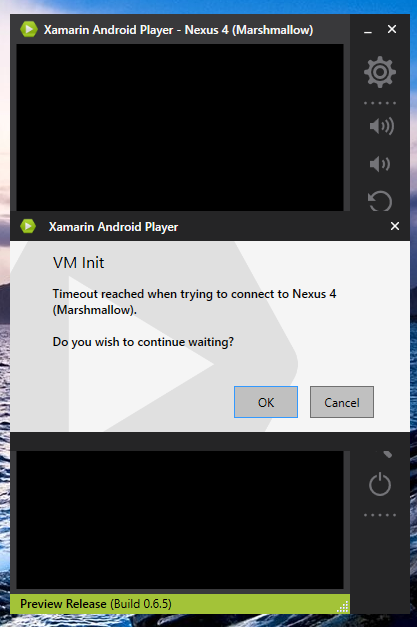 Xamarin Android Player - Nexus 4 (Marshmallow)
Xamarin Android Player
VM Init
Timeout reached when trying to connect to Nexus 4
(Marshmallow).
Do you wish to continue waiting?
OK
Cancel
Preview Release (Build 0.6.5)